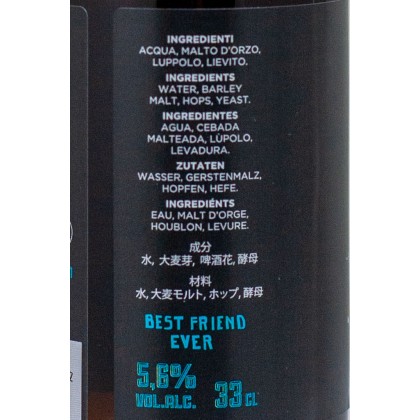 INGREDIENTI
ACQUA, MALTO D'ORZO,
LUPPOLO, LIEVITO.
INGREDIENTS
WATER, BARLEY
MALT, HOPS, YEAST.
INGREDIENTES
AGUA, CEBADA
MALTEADA, LÚPOLO,
LEVADURA.
ZUTATEN
WASSER, GERSTENMALZ,
HOPFEN, HEFE.
INGREDIÉNTS
EAU, MALT D'ORGE,
HOUBLON, LEVURE.
成分
水, 大麦芽, 啤酒花, 酵母
材料
水, 大麦モルト, ホップ, 酵母
BEST FRIEND
EVER
5,6%
VOL.ALC. 33 CL